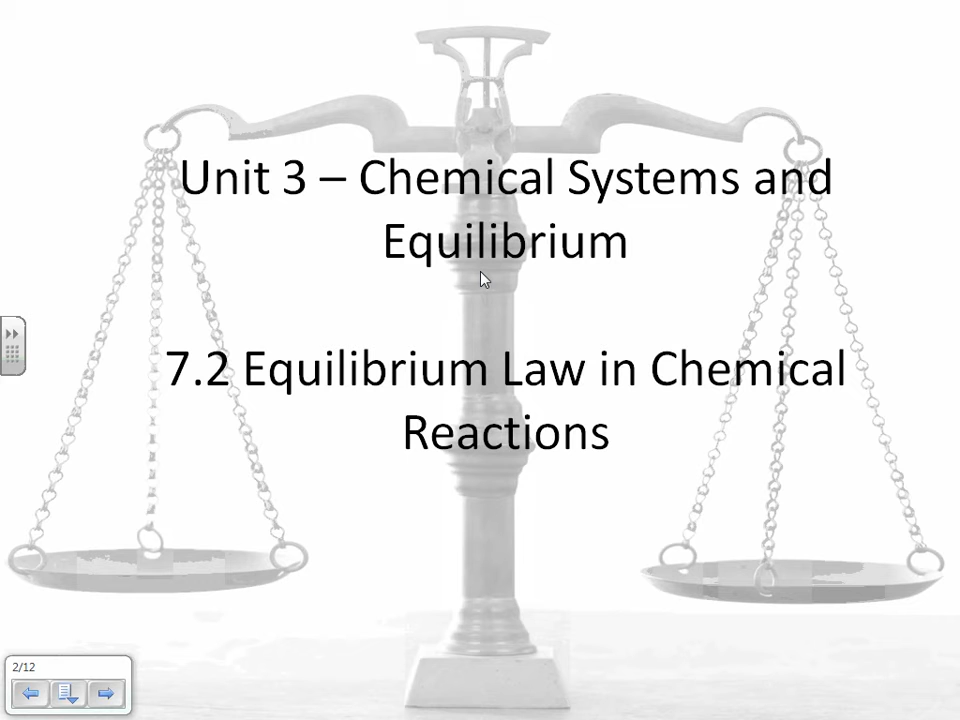 Unit 3 – Chemical Systems and
Equilibrium
7.2 Equilibrium Law in Chemical
Reactions
2/12